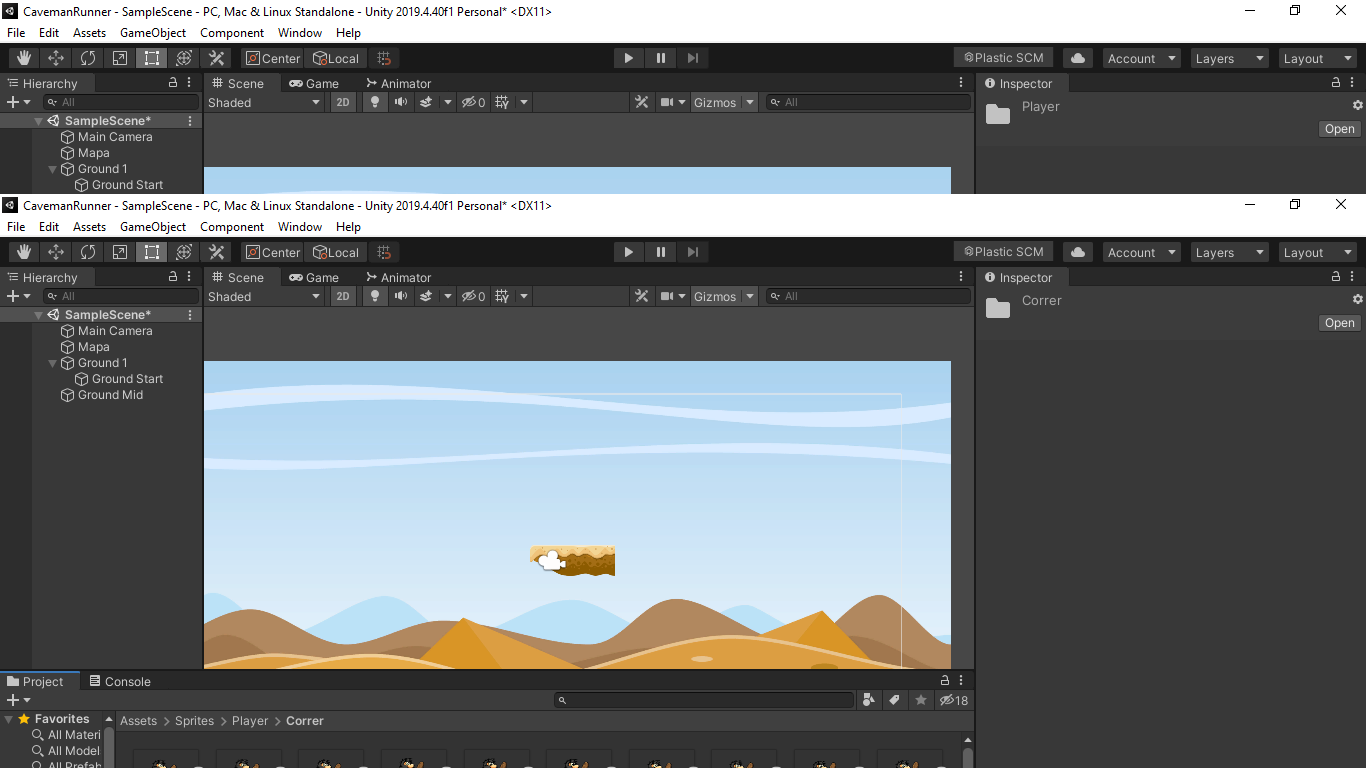 CavemanRunner - SampleScene - PC, Mac & Linux Standalone - Unity 2019.4.40f1 Personal* <DX11>
File Edit Assets GameObject Component Window Help
Center Local Plastic SCM Account Layers Layout
Hierarchy Scene Game Animator Inspector
All Shaded 2D 0 Gizmos All Player
Open
SampleScene*
Main Camera
Mapa
Ground 1
Ground Start
CavemanRunner - SampleScene - PC, Mac & Linux Standalone - Unity 2019.4.40f1 Personal* <DX11>
File Edit Assets GameObject Component Window Help
Center Local Plastic SCM Account Layers Layout
Hierarchy Scene Game Animator Inspector
All Shaded 2D 0 Gizmos All Correr
Open
SampleScene*
Main Camera
Mapa
Ground 1
Ground Start
Ground Mid
Project Console
18
Favorites Assets > Sprites > Player > Correr
All Materi
All Model
All Prefab